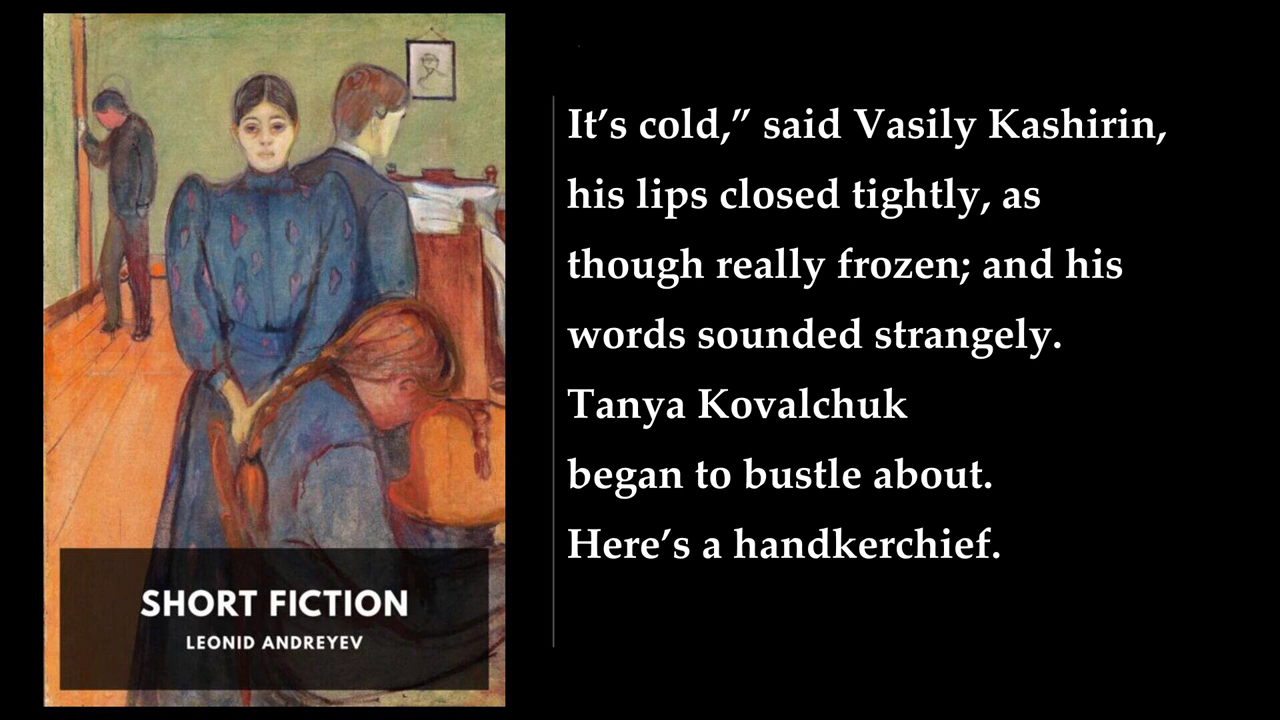 SHORT FICTION
LEONID ANDREYEV
It’s cold,” said Vasily Kashirin,
his lips closed tightly, as
though really frozen; and his
words sounded strangely.
Tanya Kovalchuk
began to bustle about.
Here’s a handkerchief.